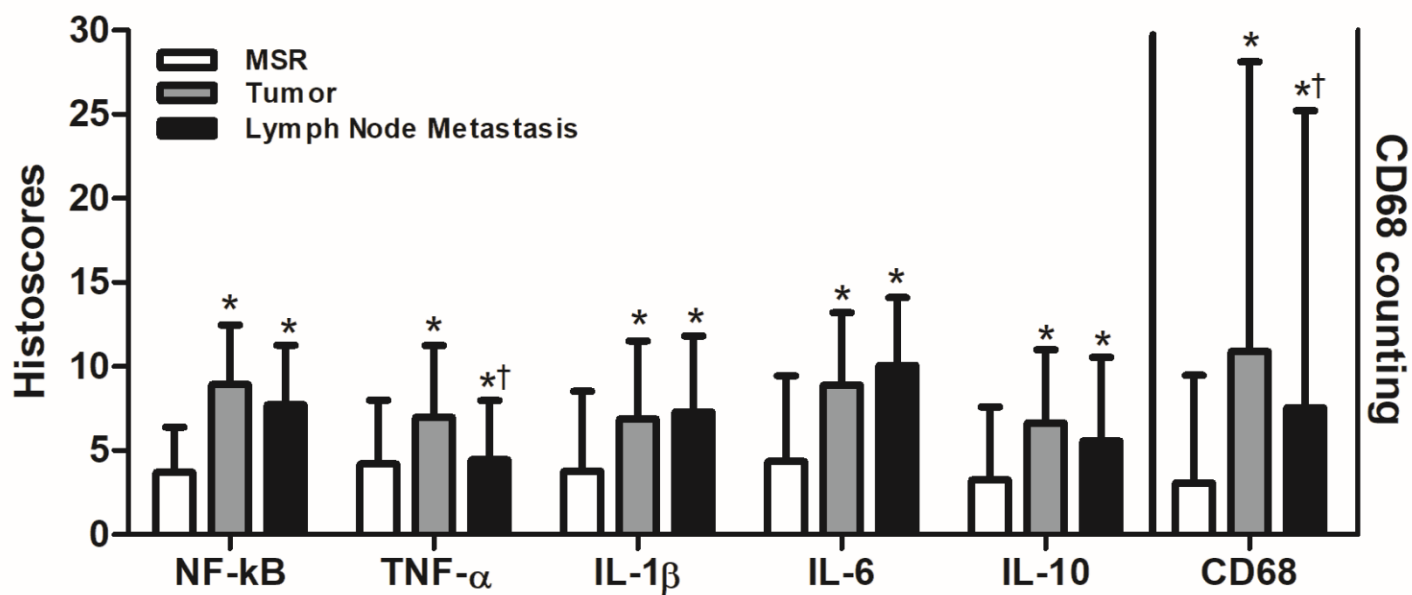 MSR
Tumor
Lymph Node Metastasis
Histoscores
30
25
20
15
10
5
0
* * * *† * * * * * * * *†
NF-kB TNF-α IL-1β IL-6 IL-10 CD68
CD68 counting